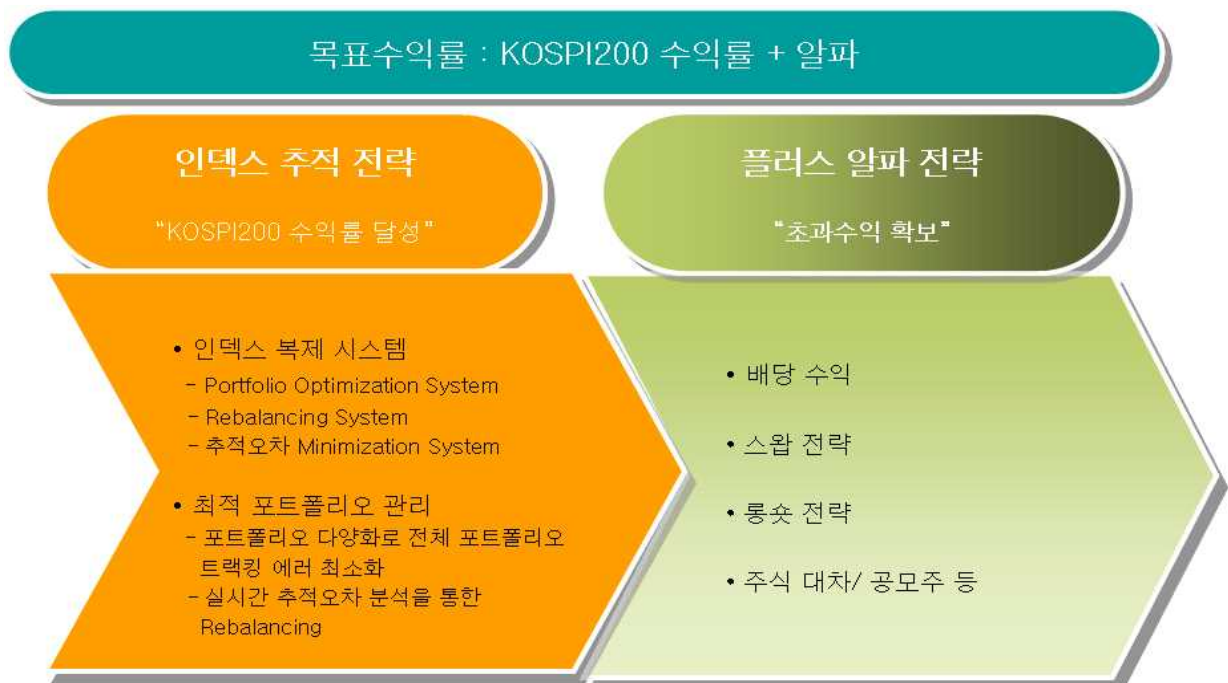 목표수익률 : KOSPI200 수익률 + 알파
인덱스 추적 전략
“KOSPI200 수익률 달성”
• 인덱스 복제 시스템
- Portfolio Optimization System
- Rebalancing System
- 추적오차 Minimization System
• 최적 포트폴리오 관리
- 포트폴리오 다양화로 전체 포트폴리오
트랙킹 에러 최소화
- 실시간 추적오차 분석을 통한
Rebalancing
플러스 알파 전략
“초과수익 확보”
• 배당 수익
• 스왑 전략
• 롱숏 전략
• 주식 대차/ 공모주 등